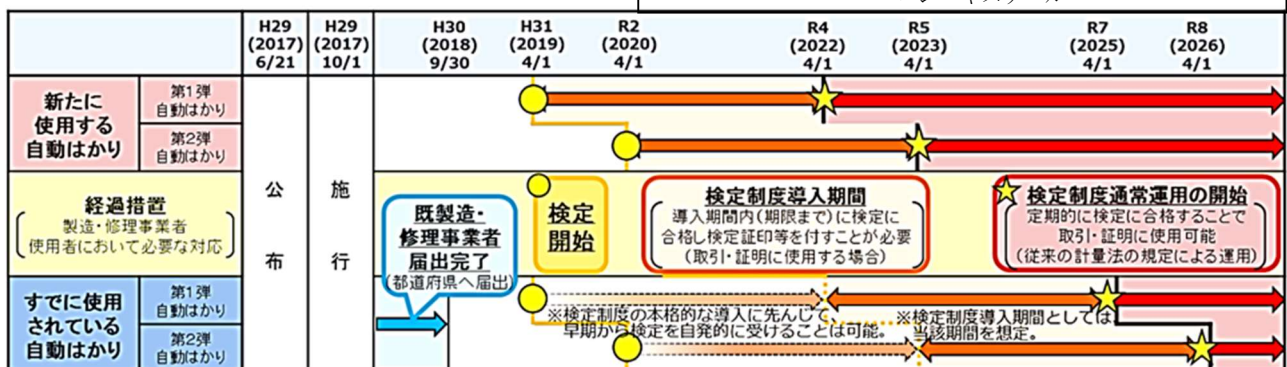 H29
(2017)
6/21
H29
(2017)
10/1
H30
(2018)
9/30
H31
(2019)
4/1
R2
(2020)
4/1
R4
(2022)
4/1
R5
(2023)
4/1
R7
(2025)
4/1
R8
(2026)
4/1
新たに
使用する
自動はかり
第1弾
自動はかり
第2弾
自動はかり
経過措置
製造・修理事業者
使用者において必要な対応
公
布
施
行
既製造・
修理事業者
届出完了
(都道府県へ届出)
検定
開始
検定制度導入期間
導入期間内(期限まで)に検定に
合格し検定証印等を付すことが必要
(取引・証明に使用する場合)
検定制度通常運用の開始
定期的に検定に合格することで
取引・証明に使用可能
(従来の計量法の規定による運用)
すでに使用
されている
自動はかり
第1弾
自動はかり
第2弾
自動はかり
※検定制度の本格的な導入に先んじて
早期から検定を自発的に受けることは可能。
※検定制度導入期間としては
当該期間を想定。